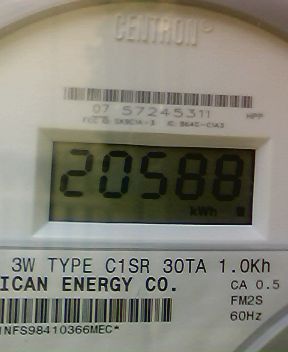 CENTRON®
07 57245311 HPP
20588
kWh
3W TYPE C1SR 30TA 1.0Kh
ICAN ENERGY CO. CA 0.5
FM2S
60Hz
NFS98410366MEC*